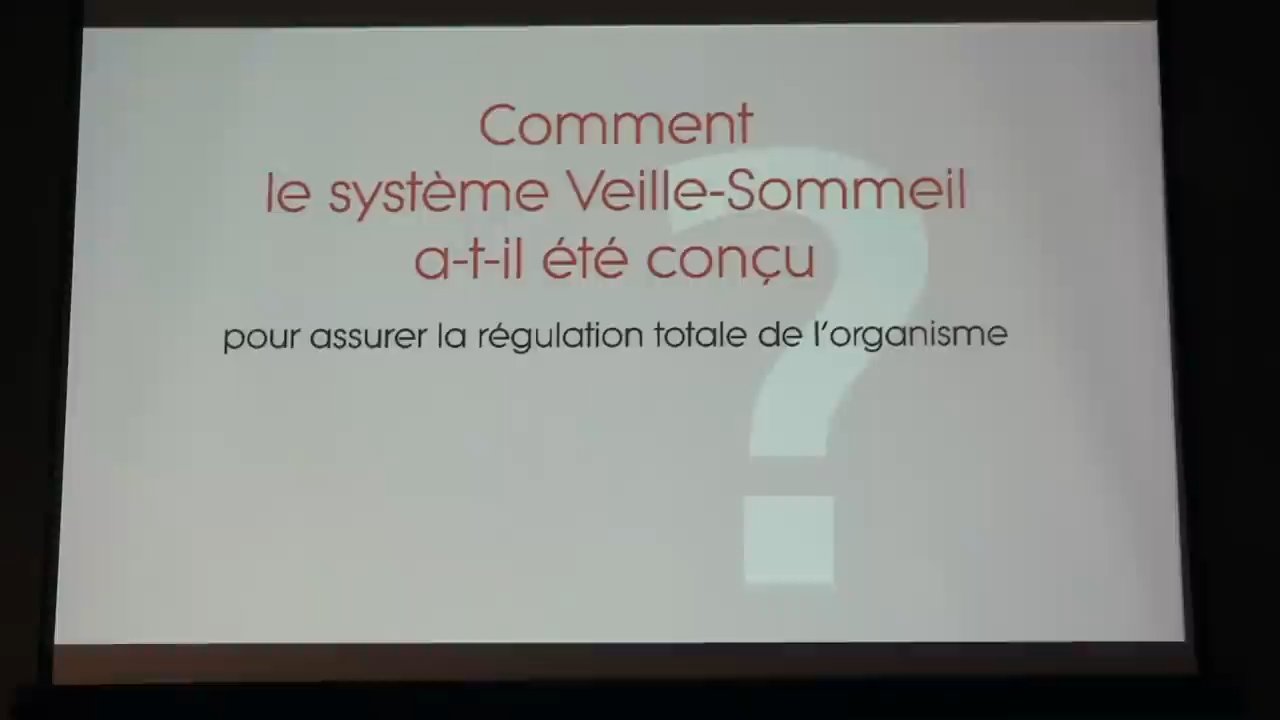 Comment
le système Veille-Sommeil
a-t-il été conçu
pour assurer la régulation totale de l'organisme
?